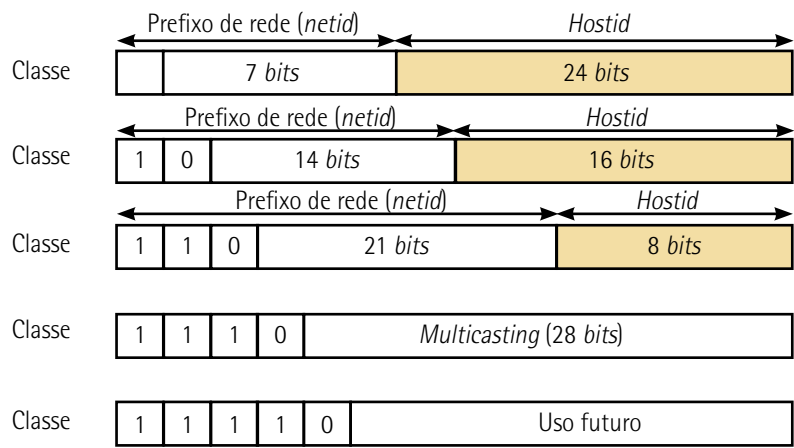 Prefixo de rede (netid) Hostid
Classe 7 bits 24 bits
Prefixo de rede (netid) Hostid
Classe 1 0 14 bits 16 bits
Prefixo de rede (netid) Hostid
Classe 1 1 0 21 bits 8 bits
Classe 1 1 1 0 Multicasting (28 bits)
Classe 1 1 1 1 0 Uso futuro